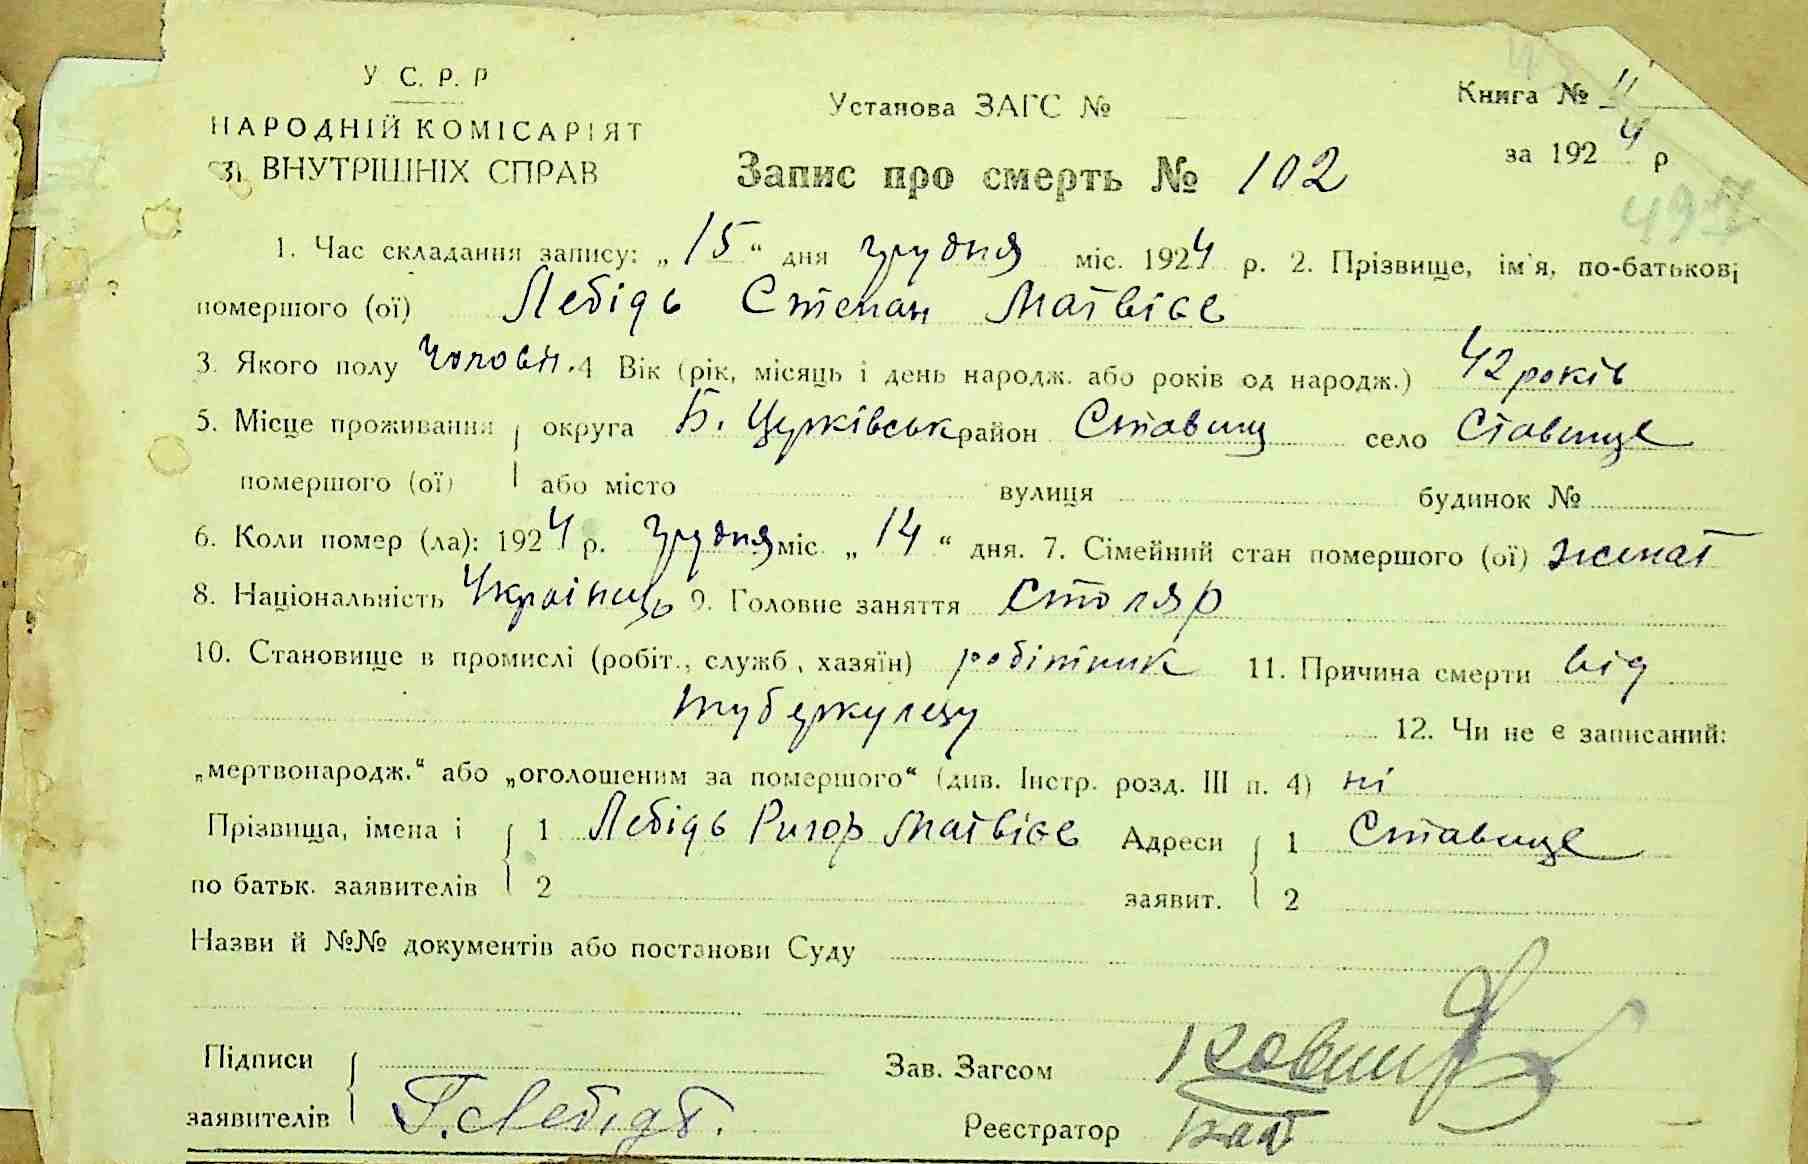 У С. Р. Р
Установа ЗАГС №
Книга № 4
НАРОДНІЙ КОМІСАРІЯТ
ВНУТРІШНІХ СПРАВ
за 1924 р
Запис про смерть № 102
1. Час складання запису: „15“ дня грудня міс. 1924 р. 2. Прізвище, ім'я, по-батькові
помершого (ої) Лебідь Степан Матвієв
3. Якого полу чоловіч. 4 Вік (рік, місяць і день народж. або років од народж.) 42 років
5. Місце проживання округа Б. Церківськ район Ставищ село Ставище
помершого (ої) або місто вулиця будинок №
6. Коли помер (ла): 1924 р. грудня міс. „14“ дня. 7. Сімейний стан помершого (ої) женат
8. Національність Українець 9. Головне заняття столяр
10. Становище в промислі (робіт., служб, хазяїн) робітник 11. Причина смерти від
туберкулезу 12. Чи не є записаний:
„мертвонародж.“ або „оголошеним за помершого“ (див. Інстр. розд. III п. 4) ні
Прізвища, імена і 1 Лебідь Ригор Матвієв Адреси 1 Ставище
по батьк. заявителів 2 заявит. 2
Назви й №№ документів або постанови Суду
Підписи Зав. Загсом
заявителів Г. Лебідь. Реєстратор